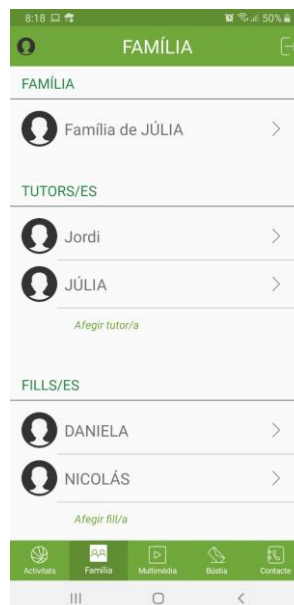 8:18 50%
FAMÍLIA
FAMÍLIA
Família de JÚLIA
TUTORS/ES
Jordi
JÚLIA
Afegir tutor/a
FILLS/ES
DANIELA
NICOLÁS
Afegir fill/a
Activitats Família Multimèdia Bústia Contacte